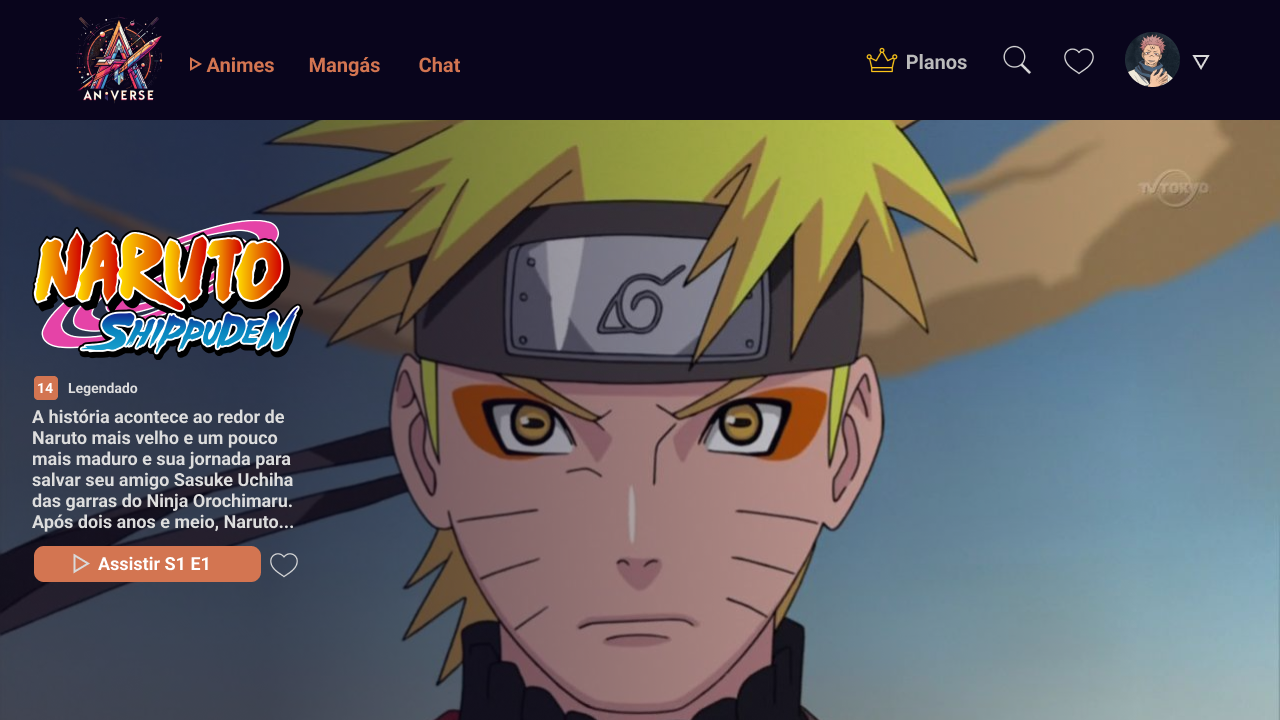 ANIVERSE
Animes Mangás Chat
Planos
TV TOKYO
NARUTO
SHIPPUDEN
14 Legendado
A história acontece ao redor de
Naruto mais velho e um pouco
mais maduro e sua jornada para
salvar seu amigo Sasuke Uchiha
das garras do Ninja Orochimaru.
Após dois anos e meio, Naruto...
Assistir S1 E1